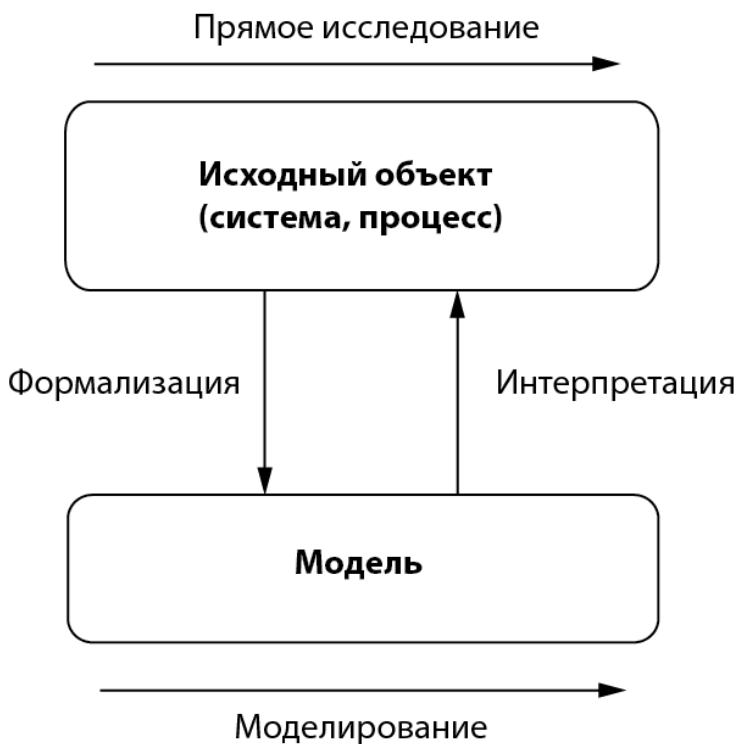 Прямое исследование
Исходный объект
(система, процесс)
Формализация
Интерпретация
Модель
Моделирование